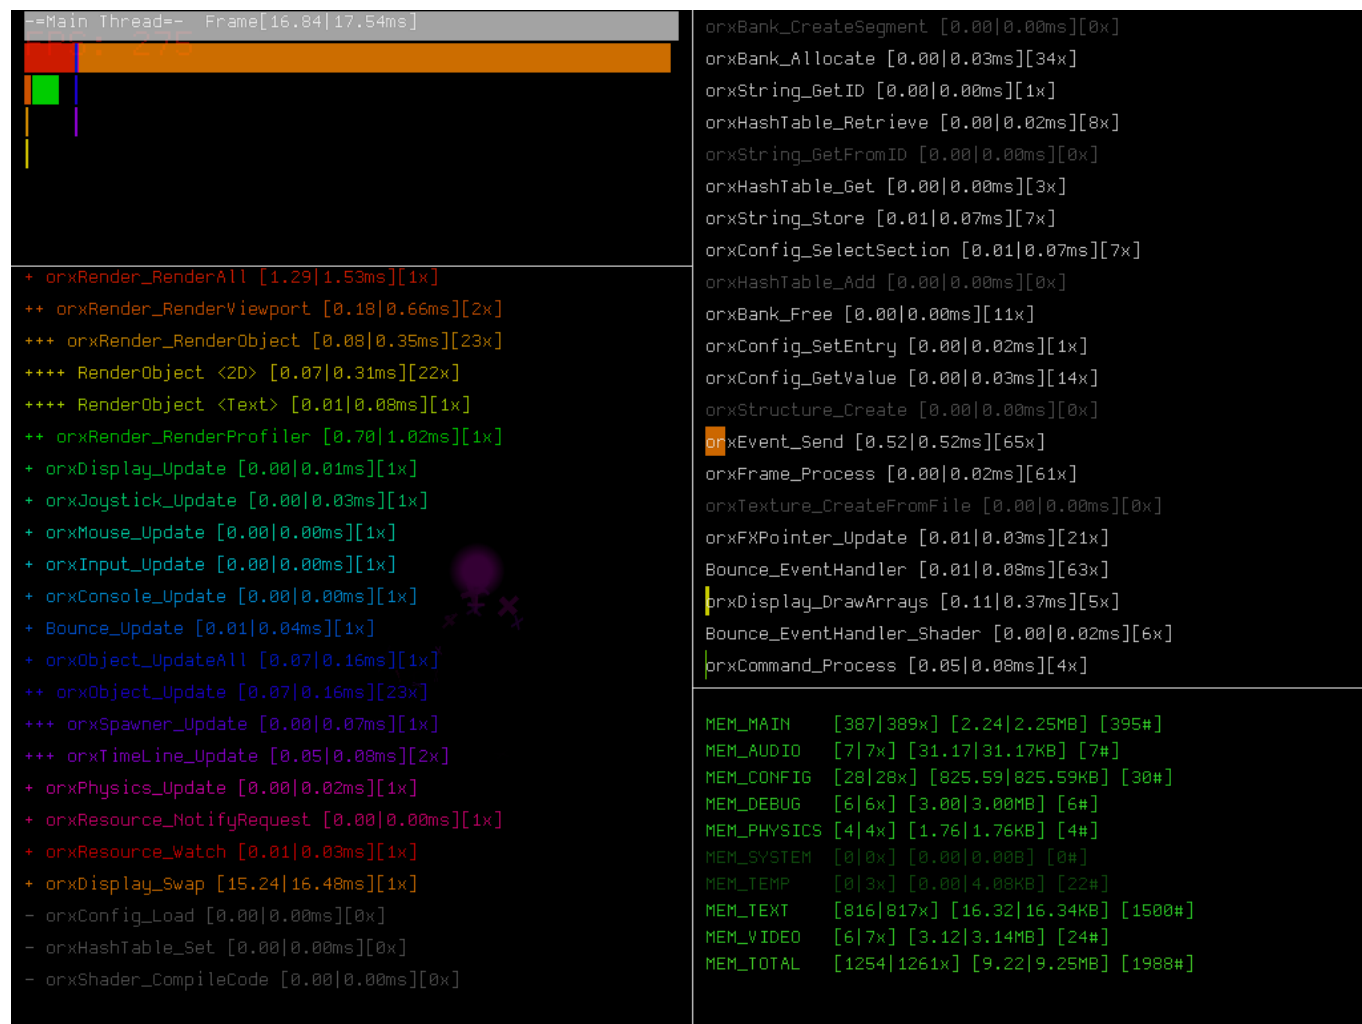 -=Main Thread=-  Frame[16.84|17.54ms]
FPS: 275
+ orxRender_RenderAll [1.29|1.53ms][1x]
++ orxRender_RenderViewport [0.18|0.66ms][2x]
+++ orxRender_RenderObject [0.08|0.35ms][23x]
++++ RenderObject <2D> [0.07|0.31ms][22x]
++++ RenderObject <Text> [0.01|0.08ms][1x]
++ orxRender_RenderProfiler [0.70|1.02ms][1x]
+ orxDisplay_Update [0.00|0.01ms][1x]
+ orxJoystick_Update [0.00|0.03ms][1x]
+ orxMouse_Update [0.00|0.00ms][1x]
+ orxInput_Update [0.00|0.00ms][1x]
+ orxConsole_Update [0.00|0.00ms][1x]
+ Bounce_Update [0.01|0.04ms][1x]
+ orxObject_UpdateAll [0.07|0.16ms][1x]
++ orxObject_Update [0.07|0.16ms][23x]
+++ orxSpawner_Update [0.00|0.07ms][1x]
+++ orxTimeLine_Update [0.05|0.08ms][2x]
+ orxPhysics_Update [0.00|0.02ms][1x]
+ orxResource_NotifyRequest [0.00|0.00ms][1x]
+ orxResource_Watch [0.01|0.03ms][1x]
+ orxDisplay_Swap [15.24|16.48ms][1x]
- orxConfig_Load [0.00|0.00ms][0x]
- orxHashTable_Set [0.00|0.00ms][0x]
- orxShader_CompileCode [0.00|0.00ms][0x]
orxBank_CreateSegment [0.00|0.00ms][0x]
orxBank_Allocate [0.00|0.03ms][34x]
orxString_GetID [0.00|0.00ms][1x]
orxHashTable_Retrieve [0.00|0.02ms][8x]
orxString_GetFromID [0.00|0.00ms][0x]
orxHashTable_Get [0.00|0.00ms][3x]
orxString_Store [0.01|0.07ms][7x]
orxConfig_SelectSection [0.01|0.07ms][7x]
orxHashTable_Add [0.00|0.00ms][0x]
orxBank_Free [0.00|0.00ms][11x]
orxConfig_SetEntry [0.00|0.02ms][1x]
orxConfig_GetValue [0.00|0.03ms][14x]
orxStructure_Create [0.00|0.00ms][0x]
orxEvent_Send [0.52|0.52ms][65x]
orxFrame_Process [0.00|0.02ms][61x]
orxTexture_CreateFromFile [0.00|0.00ms][0x]
orxFXPointer_Update [0.01|0.03ms][21x]
Bounce_EventHandler [0.01|0.08ms][63x]
orxDisplay_DrawArrays [0.11|0.37ms][5x]
Bounce_EventHandler_Shader [0.00|0.02ms][6x]
orxCommand_Process [0.05|0.08ms][4x]
MEM_MAIN    [387|389x] [2.24|2.25MB] [395#]
MEM_AUDIO   [7|7x] [31.17|31.17KB] [7#]
MEM_CONFIG  [28|28x] [825.59|825.59KB] [30#]
MEM_DEBUG   [6|6x] [3.00|3.00MB] [6#]
MEM_PHYSICS [4|4x] [1.76|1.76KB] [4#]
MEM_SYSTEM  [0|0x] [0.00|0.00B] [0#]
MEM_TEMP    [0|3x] [0.00|4.08KB] [22#]
MEM_TEXT    [816|817x] [16.32|16.34KB] [1500#]
MEM_VIDEO   [6|7x] [3.12|3.14MB] [24#]
MEM_TOTAL   [1254|1261x] [9.22|9.25MB] [1988#]